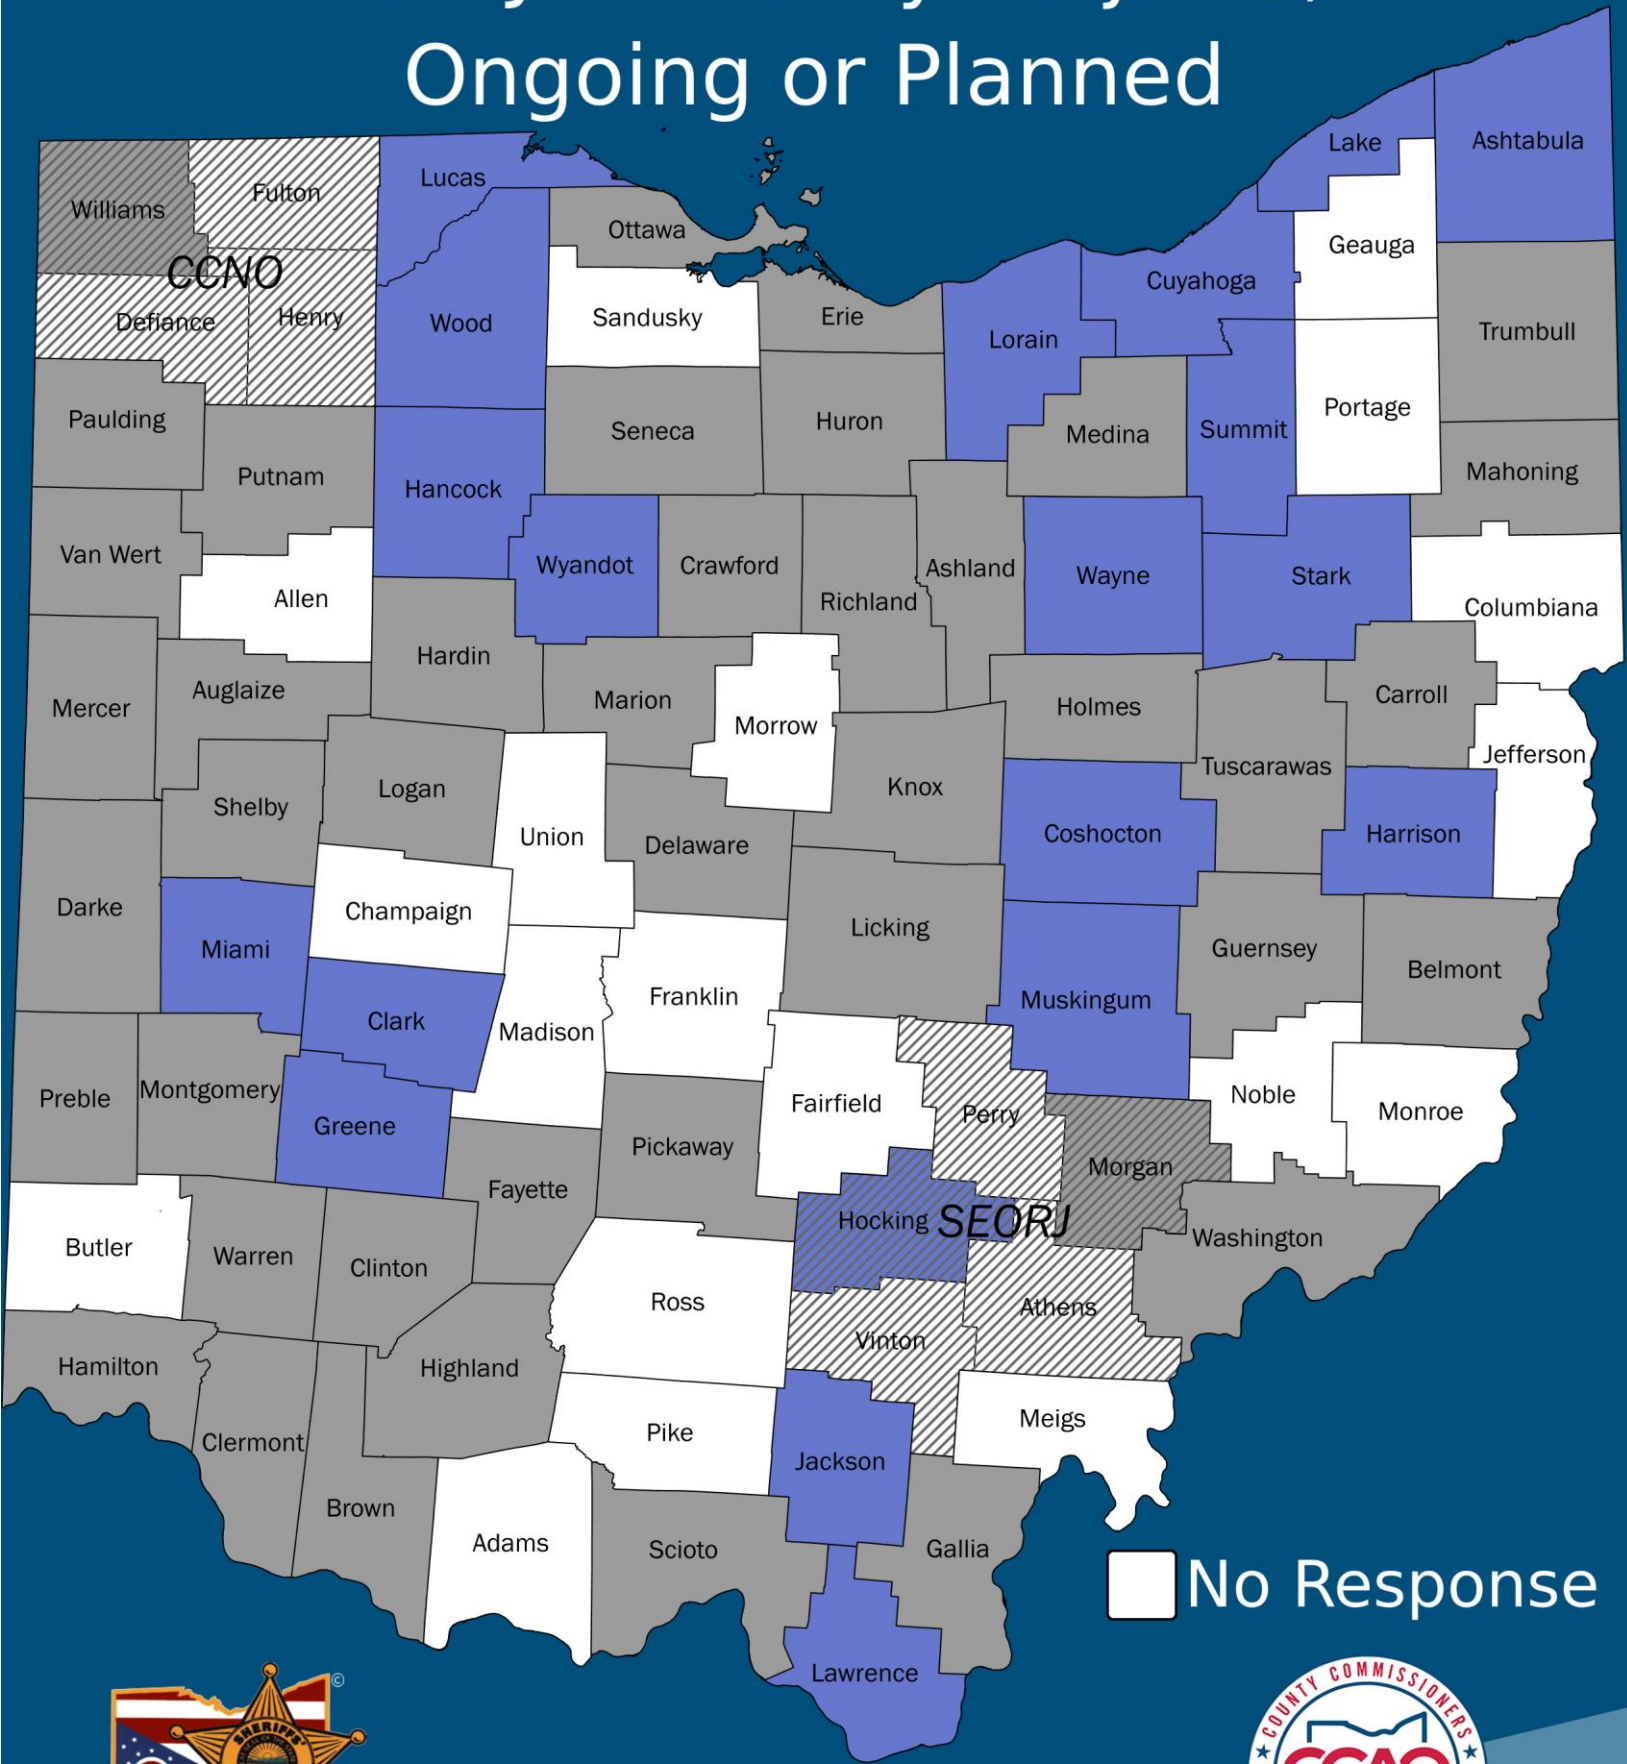 Ongoing or Planned
Lake
Ashtabula
Lucas
Fulton
Williams
Ottawa
Geauga
CCNO
Cuyahoga
Defiance
Henry
Wood
Sandusky
Erie
Lorain
Trumbull
Paulding
Putnam
Seneca
Huron
Medina
Summit
Portage
Mahoning
Hancock
Van Wert
Allen
Wyandot
Crawford
Richland
Ashland
Wayne
Stark
Columbiana
Hardin
Mercer
Auglaize
Marion
Morrow
Holmes
Carroll
Jefferson
Tuscarawas
Logan
Knox
Shelby
Union
Delaware
Coshocton
Harrison
Darke
Champaign
Licking
Miami
Guernsey
Belmont
Franklin
Muskingum
Clark
Madison
Preble
Montgomery
Greene
Fairfield
Perry
Noble
Monroe
Pickaway
Morgan
Fayette
Hocking
SEORJ
Washington
Butler
Warren
Clinton
Ross
Athens
Vinton
Hamilton
Highland
Meigs
Pike
Clermont
Jackson
Brown
Adams
Scioto
Gallia
No Response
Lawrence
©
SHERIFFS'
COUNTY COMMISSIONERS
CCAO